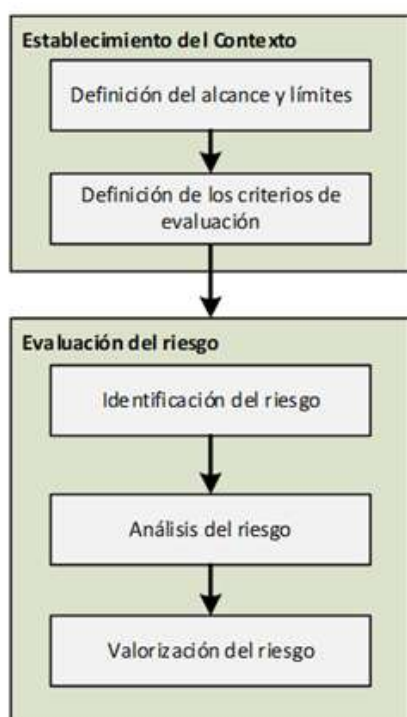 Establecimiento del Contexto
Definición del alcance y límites
Definición de los criterios de
evaluación
Evaluación del riesgo
Identificación del riesgo
Análisis del riesgo
Valorización del riesgo